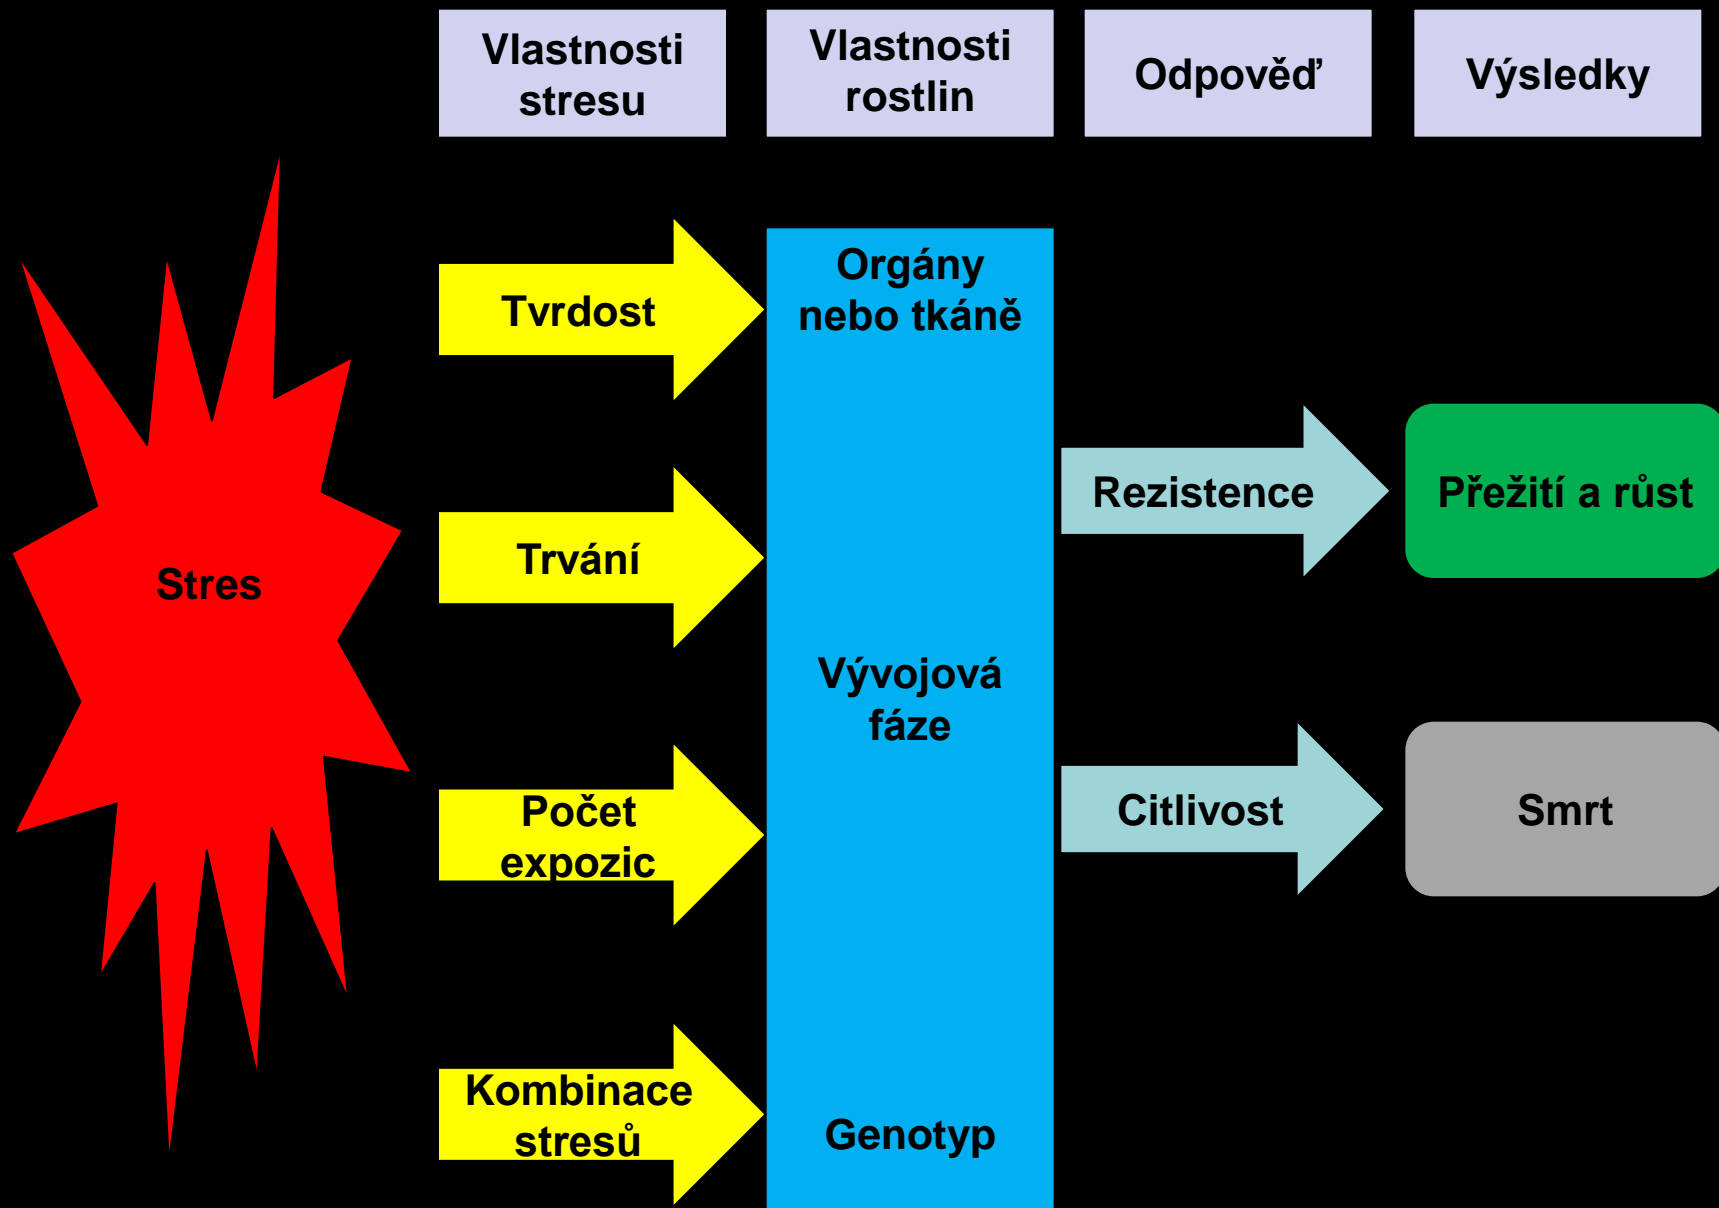 Vlastnosti
stresu
Vlastnosti
rostlin
Odpověď
Výsledky
Stres
Tvrdost
Trvání
Počet
expozic
Kombinace
stresů
Orgány
nebo tkáně
Vývojová
fáze
Genotyp
Rezistence
Citlivost
Přežití a růst
Smrt